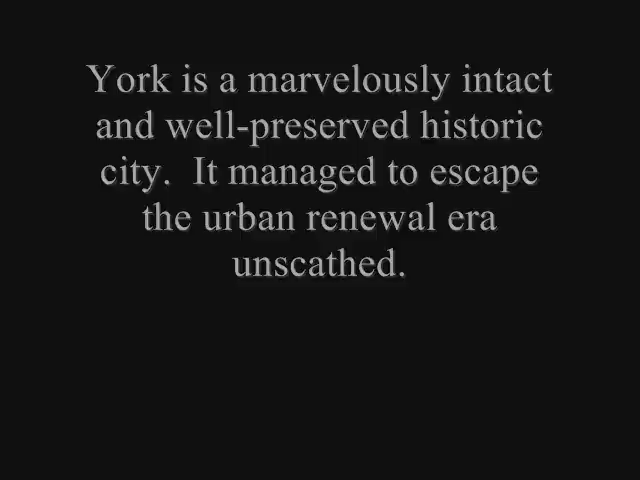 York is a marvelously intact
and well-preserved historic
city.  It managed to escape
the urban renewal era
unscathed.